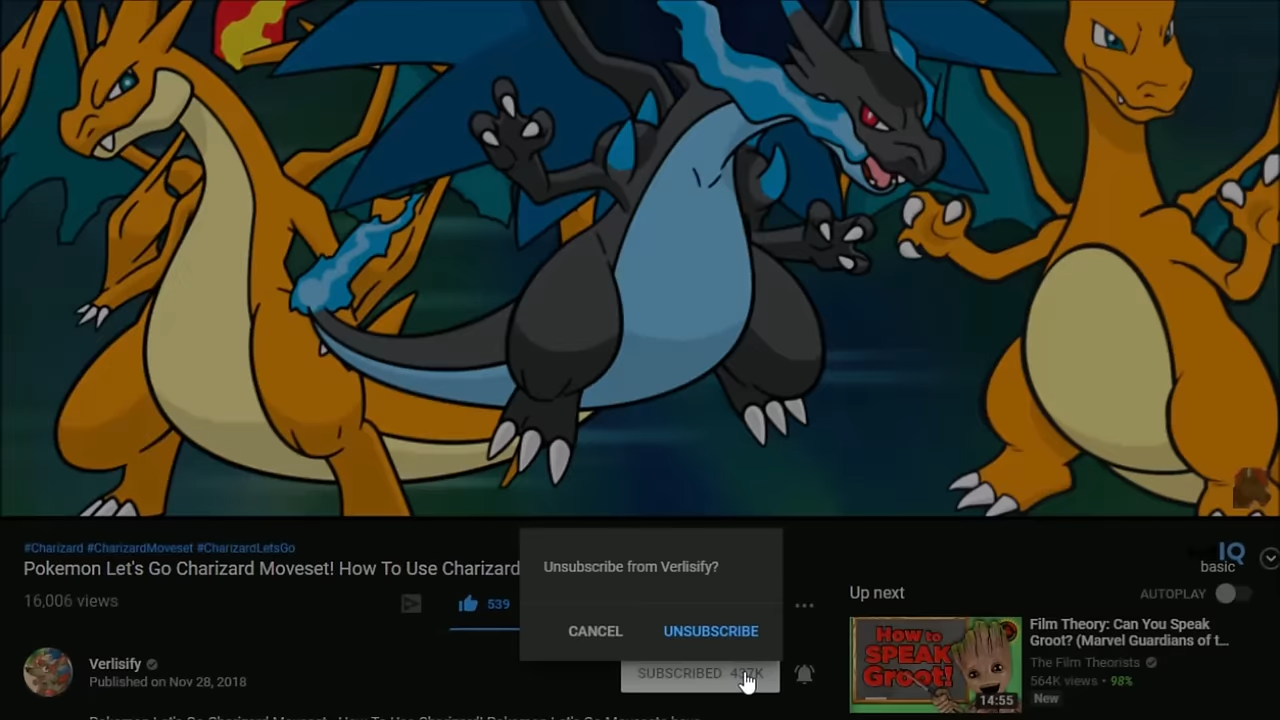 #Charizard #CharizardMoveset #CharizardLetsGo
Pokemon Let's Go Charizard Moveset! How To Use Charizard
16,006 views
539
Unsubscribe from Verlisify?
CANCEL UNSUBSCRIBE
Verlisify
Published on Nov 28, 2018
SUBSCRIBED 437K
IQ
basic
Up next
AUTOPLAY
How to
SPEAK
Groot!
14:55
Film Theory: Can You Speak
Groot? (Marvel Guardians of t...
The Film Theorists
564K views • 98%
New